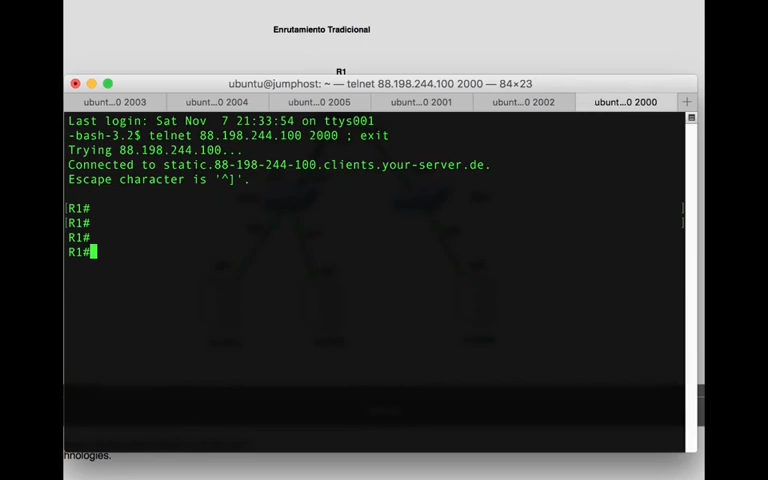 Enrutamiento Tradicional
R1
ubuntu@jumphost: ~ — telnet 88.198.244.100 2000 — 84×23
ubunt...0 2003 ubunt...0 2004 ubunt...0 2005 ubunt...0 2001 ubunt...0 2002 ubunt...0 2000
Last login: Sat Nov  7 21:33:54 on ttys001
-bash-3.2$ telnet 88.198.244.100 2000 ; exit
Trying 88.198.244.100...
Connected to static.88-198-244-100.clients.your-server.de.
Escape character is '^]'.
R1#
R1#
R1#
R1#
hnologies.